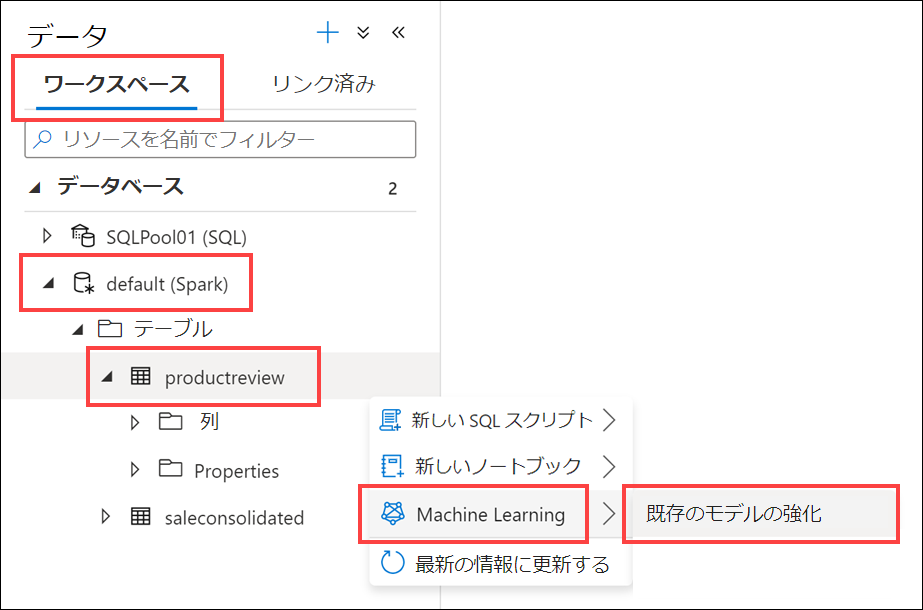 データ
ワークスペース リンク済み
リソースを名前でフィルター
データベース 2
SQLPool01 (SQL)
default (Spark)
テーブル
productreview
新しい SQL スクリプト
列
新しいノートブック
Properties
Machine Learning 既存のモデルの強化
saleconsolidated
最新の情報に更新する